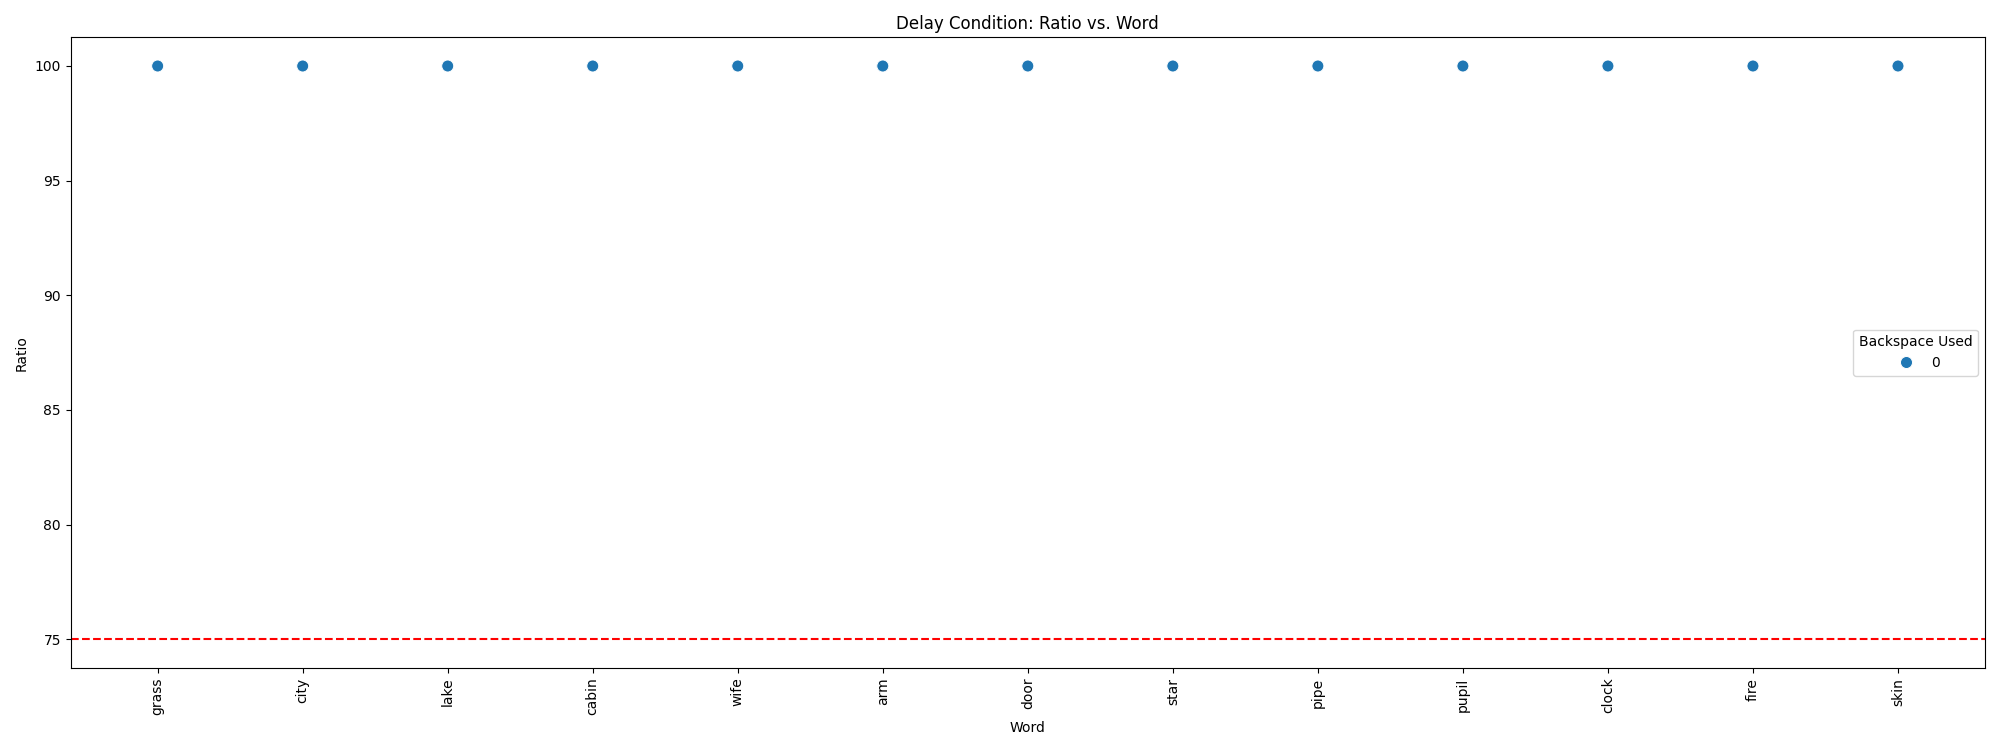 Delay Condition: Ratio vs. Word
Ratio
100
95
90
85
80
75
Backspace Used
0
grass
city
lake
cabin
wife
arm
door
star
pipe
pupil
clock
fire
skin
Word